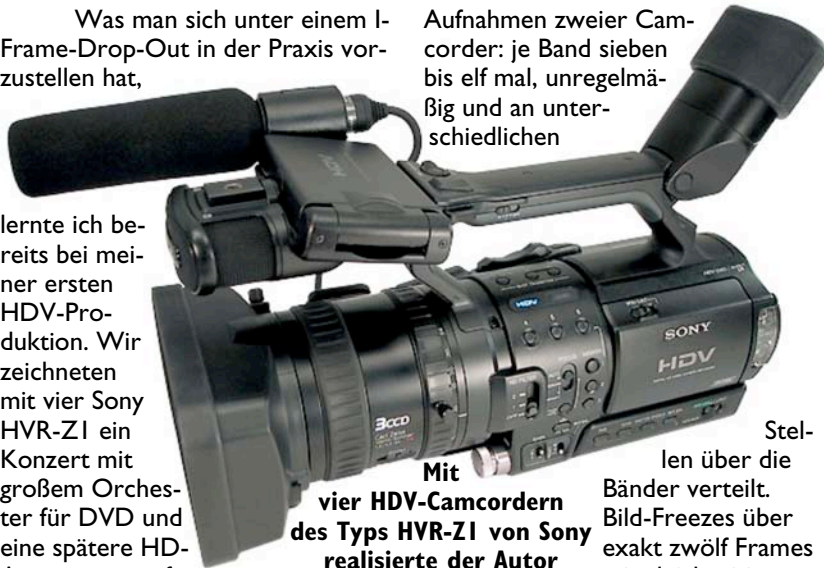 Was man sich unter einem I-
Frame-Drop-Out in der Praxis vor-
zustellen hat,
lernte ich be-
reits bei mei-
ner ersten
HDV-Pro-
duktion. Wir
zeichneten
mit vier Sony
HVR-Z1 ein
Konzert mit
großem Orches-
ter für DVD und
eine spätere HD-
Mit
vier HDV-Camcordern
des Typs HVR-Z1 von Sony
realisierte der Autor
Aufnahmen zweier Cam-
corder: je Band sieben
bis elf mal, unregelmä-
ßig und an unter-
schiedlichen
Stel-
len über die
Bänder verteilt.
Bild-Freezes über
exakt zwölf Frames
SONY
HDV
HDV
3CCD
Carl Zeiss